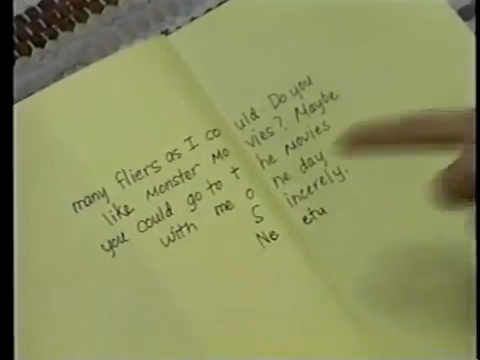 many fliers as I co uld. Do you
like Monster Mo vies? Maybe
you could go to t he movies
with me o ne day
S incerely,
Ne etu